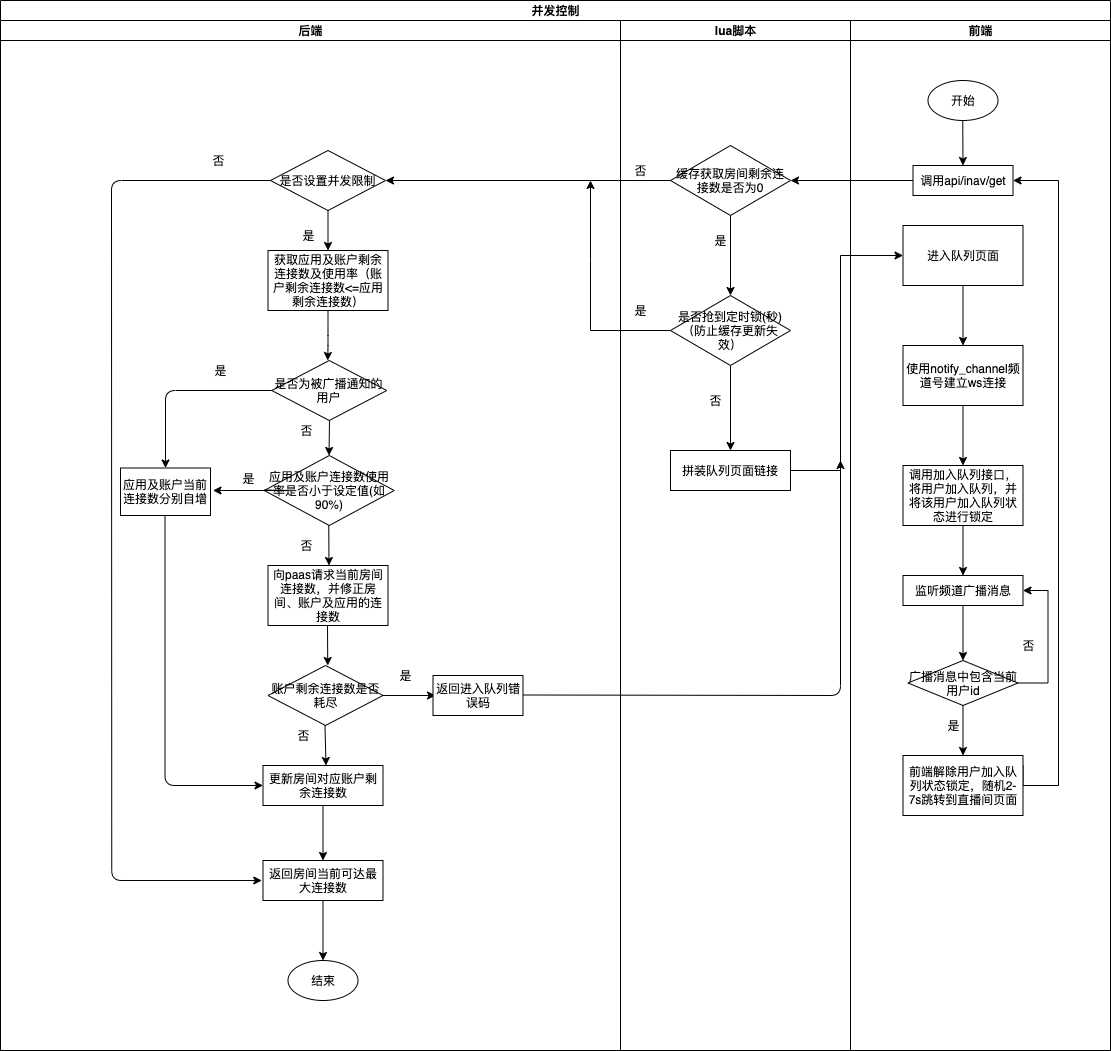 并发控制
后端
lua脚本
前端
开始
调用api/inav/get
缓存获取房间剩余连
接数是否为0
否
是
是否抢到定时锁(秒)
（防止缓存更新失
效）
是
否
拼装队列页面链接
是否设置并发限制
否
是
获取应用及账户剩余
连接数及使用率（账
户剩余连接数<=应用
剩余连接数）
是否为被广播通知的
用户
是
否
应用及账户当前
连接数分别自增
应用及账户连接数使用
率是否小于设定值(如
90%)
是
否
向paas请求当前房间
连接数，并修正房
间、账户及应用的连
接数
账户剩余连接数是否
耗尽
是
返回进入队列错
误码
否
更新房间对应账户剩
余连接数
返回房间当前可达最
大连接数
结束
进入队列页面
使用notify_channel频
道号建立ws连接
调用加入队列接口，
将用户加入队列，并
将该用户加入队列状
态进行锁定
监听频道广播消息
否
广播消息中包含当前
用户id
是
前端解除用户加入队
列状态锁定，随机2-
7s跳转到直播间页面